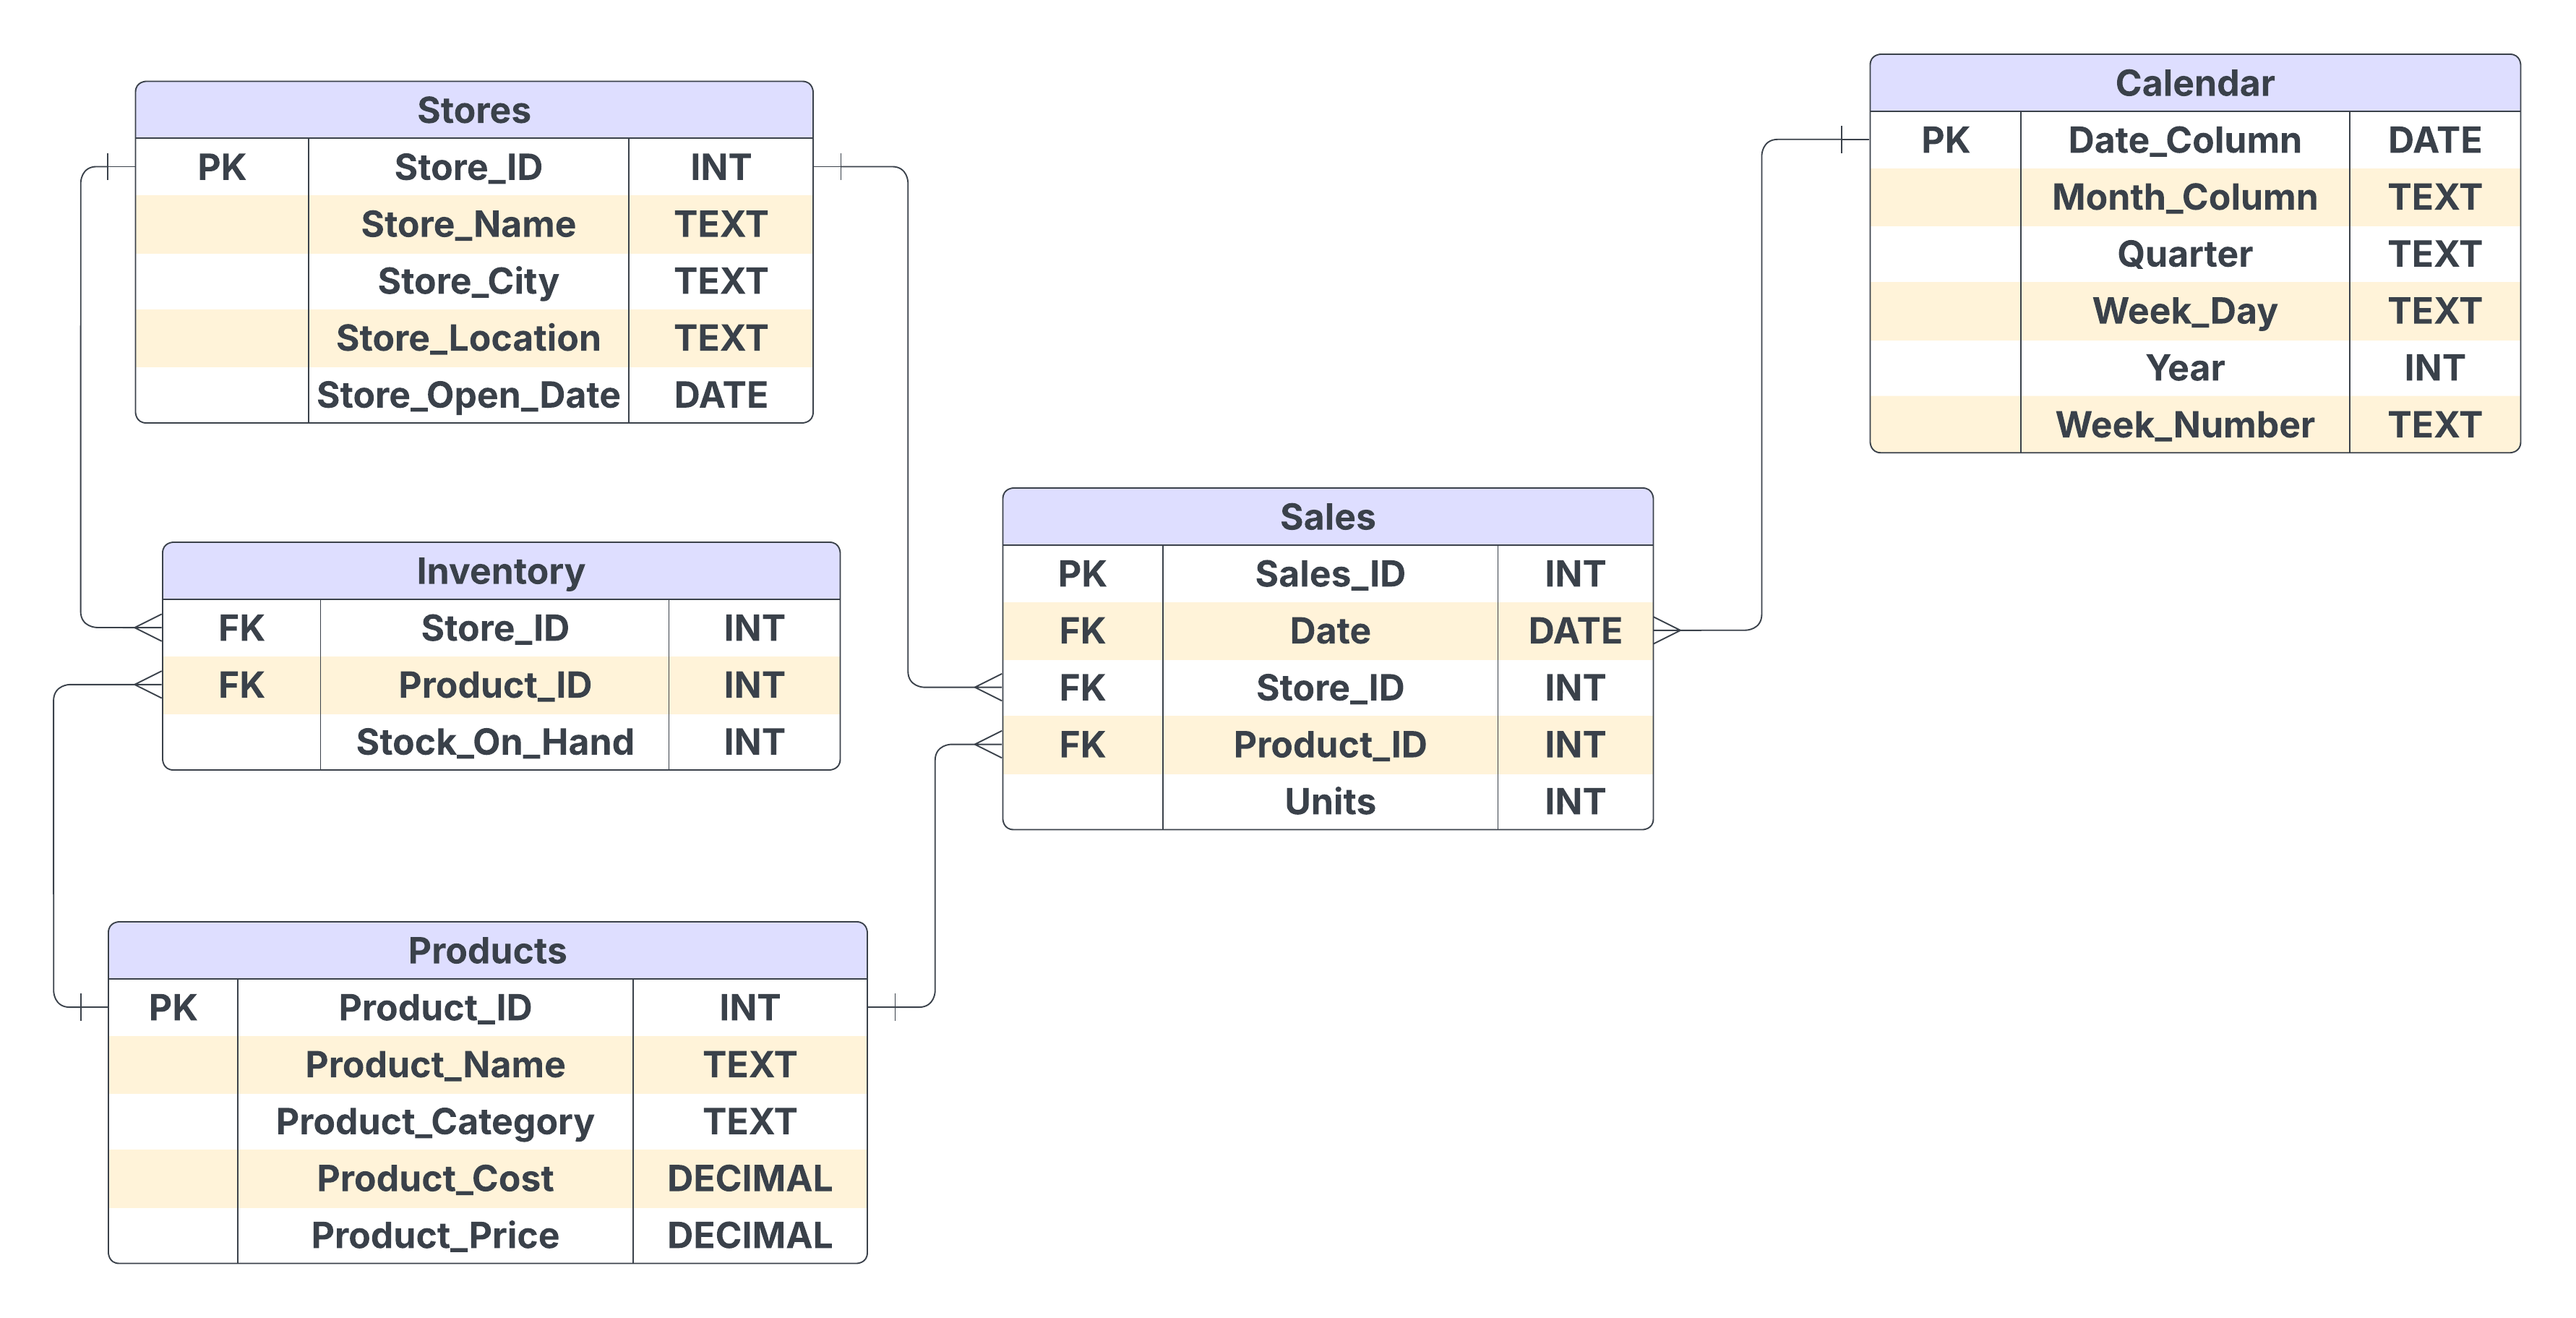 Stores
PK Store_ID INT
Store_Name TEXT
Store_City TEXT
Store_Location TEXT
Store_Open_Date DATE
Calendar
PK Date_Column DATE
Month_Column TEXT
Quarter TEXT
Week_Day TEXT
Year INT
Week_Number TEXT
Inventory
FK Store_ID INT
FK Product_ID INT
Stock_On_Hand INT
Sales
PK Sales_ID INT
FK Date DATE
FK Store_ID INT
FK Product_ID INT
Units INT
Products
PK Product_ID INT
Product_Name TEXT
Product_Category TEXT
Product_Cost DECIMAL
Product_Price DECIMAL